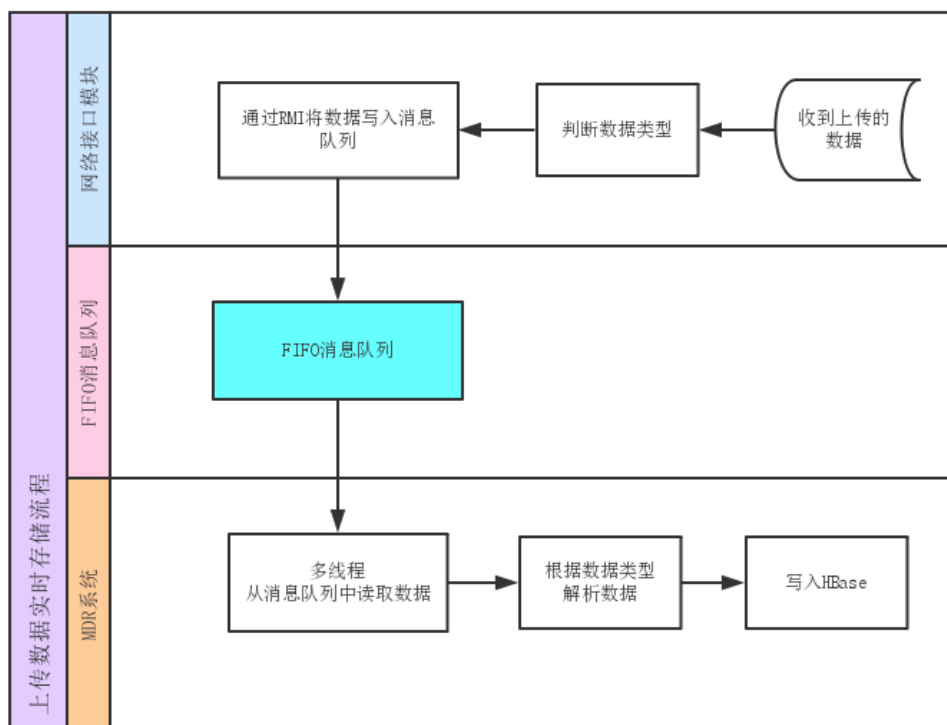 上传数据实时存储流程
网络接口模块
通过RMI将数据写入消息
队列
判断数据类型
收到上传的
数据
FIFO消息队列
FIFO消息队列
MDR系统
多线程
从消息队列中读取数据
根据数据类型
解析数据
写入HBase